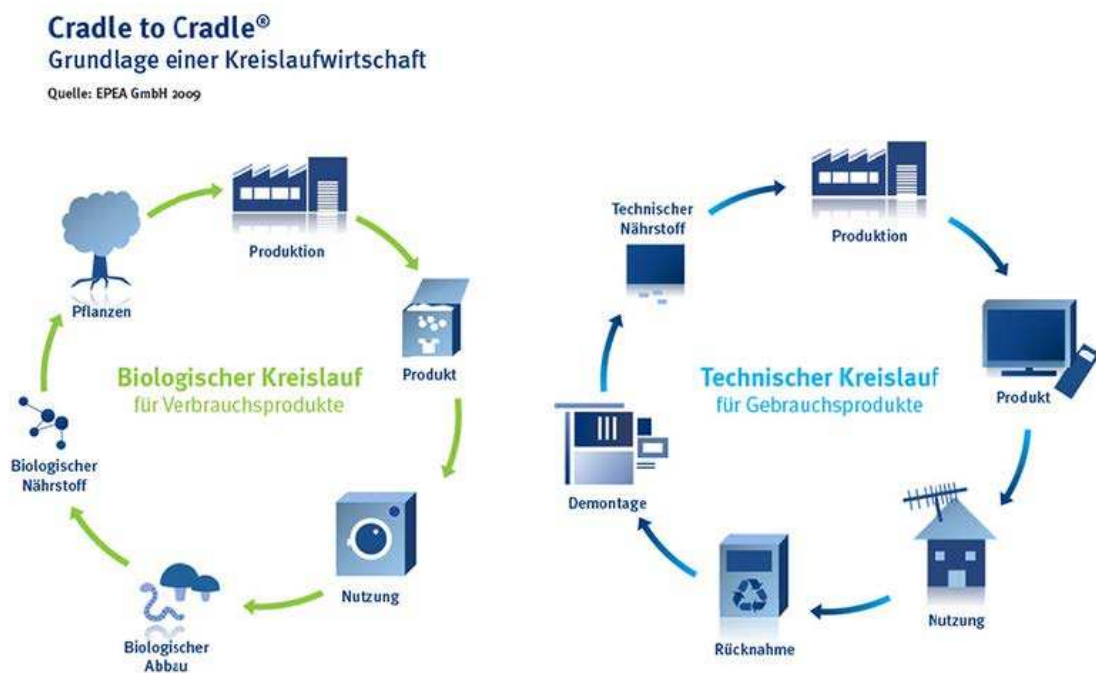 Cradle to Cradle®
Grundlage einer Kreislaufwirtschaft
Quelle: EPEA GmbH 2009
Produktion
Pflanzen
Produkt
Biologischer Kreislauf
für Verbrauchsprodukte
Biologischer
Nährstoff
Nutzung
Biologischer
Abbau
Technischer
Nährstoff
Produktion
Produkt
Technischer Kreislauf
für Gebrauchsprodukte
Demontage
Nutzung
Rücknahme